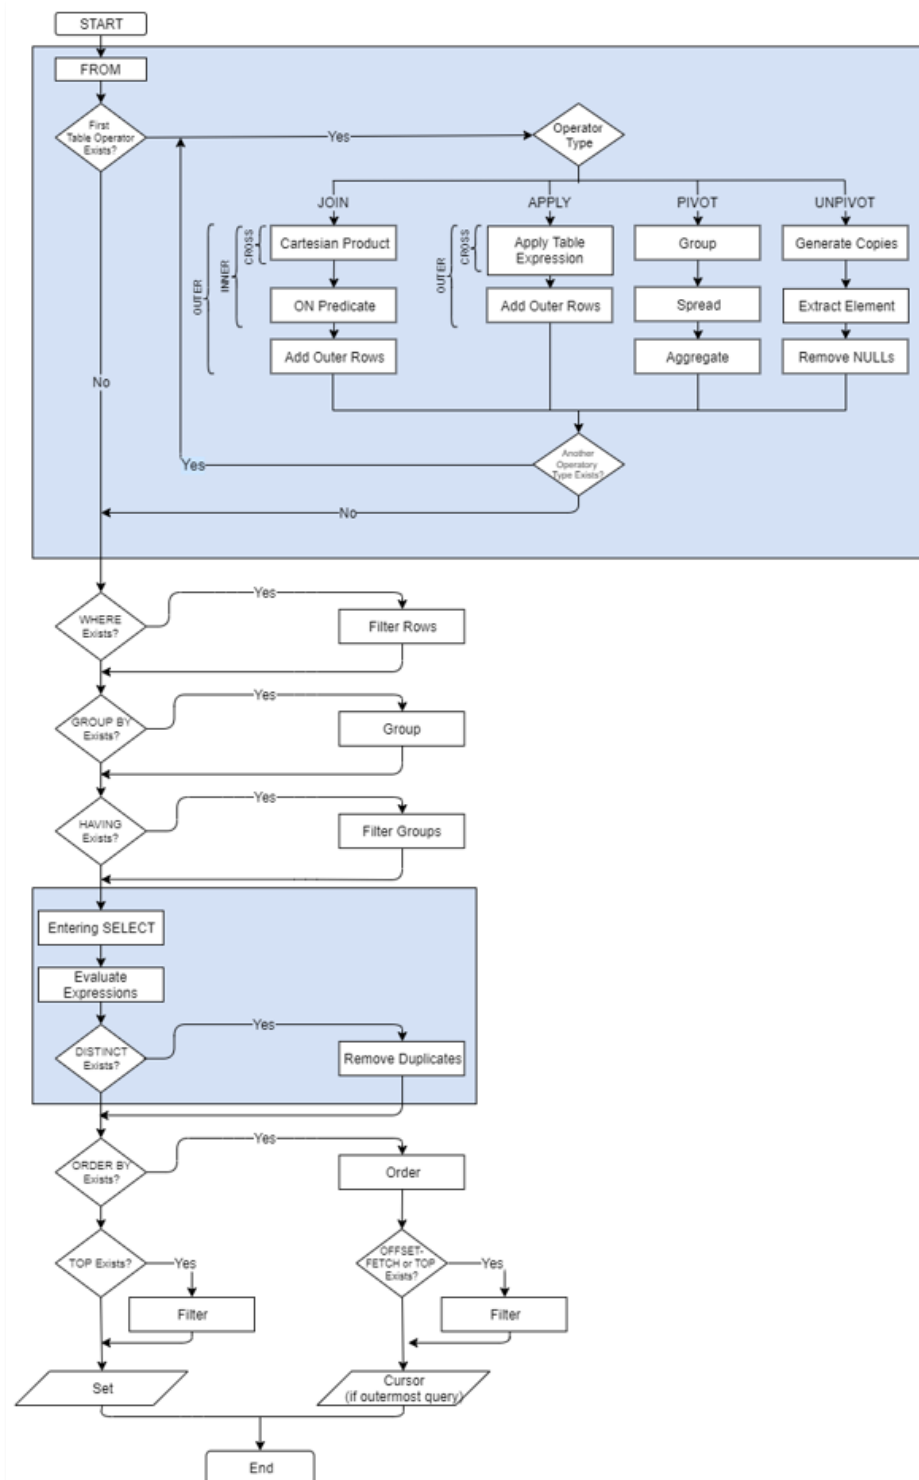 START
FROM
First
Table Operator
Exists?
Yes
Operator
Type
JOIN
APPLY
PIVOT
UNPIVOT
OUTER
INNER
CROSS
Cartesian Product
ON Predicate
Add Outer Rows
OUTER
CROSS
Apply Table
Expression
Add Outer Rows
Group
Spread
Aggregate
Generate Copies
Extract Element
Remove NULLs
No
Another
Operatory
Type Exists?
Yes
No
WHERE
Exists?
Yes
Filter Rows
GROUP BY
Exists?
Yes
Group
HAVING
Exists?
Yes
Filter Groups
Entering SELECT
Evaluate
Expressions
DISTINCT
Exists?
Yes
Remove Duplicates
ORDER BY
Exists?
Yes
Order
TOP Exists?
Yes
Filter
OFFSET-
FETCH or TOP
Exists?
Yes
Filter
Set
Cursor
(if outermost query)
End